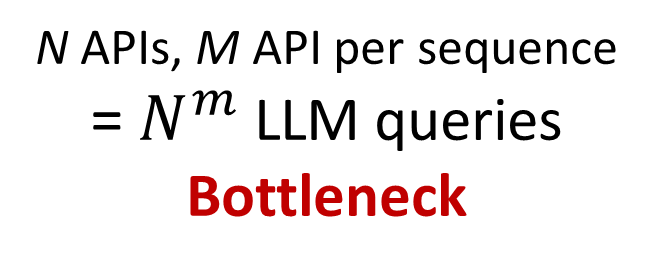 N APIs, M API per sequence
= N^m LLM queries
Bottleneck